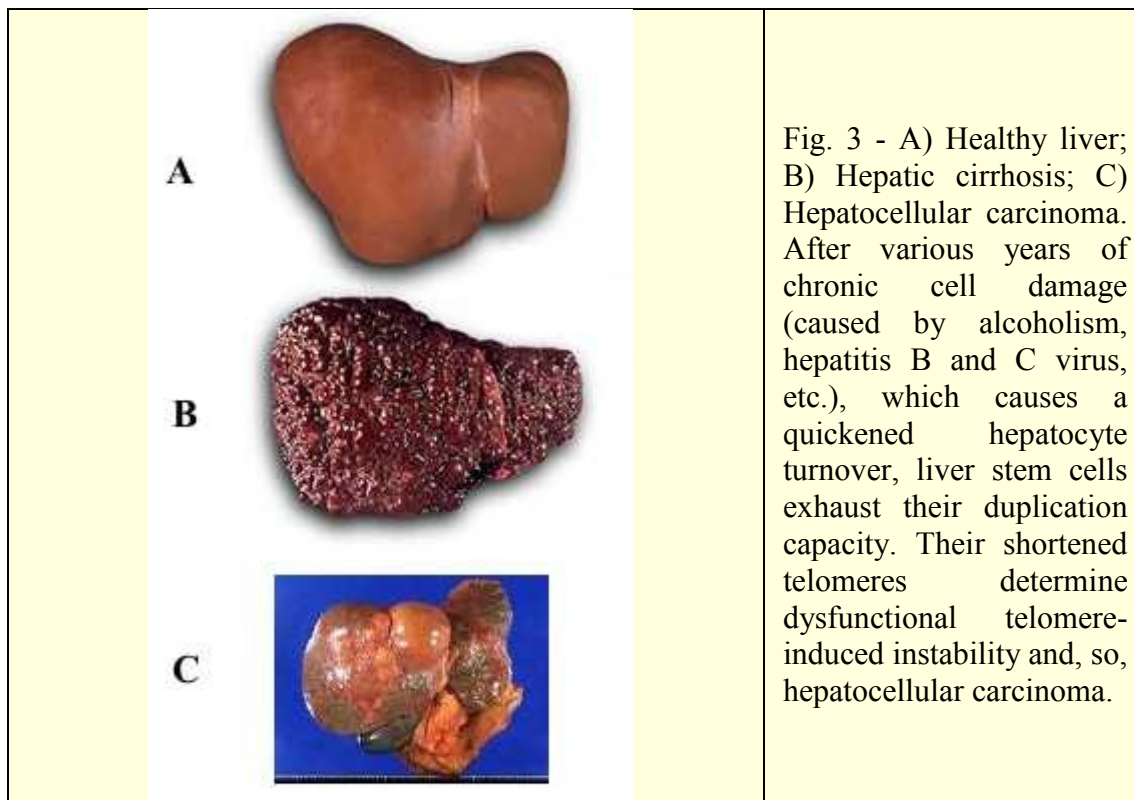 A
B
C
Fig. 3 - A) Healthy liver;
B) Hepatic cirrhosis; C)
Hepatocellular carcinoma.
After various years of
chronic cell damage
(caused by alcoholism,
hepatitis B and C virus,
etc.), which causes a
quickened hepatocyte
turnover, liver stem cells
exhaust their duplication
capacity. Their shortened
telomeres determine
dysfunctional telomere-
induced instability and, so,
hepatocellular carcinoma.